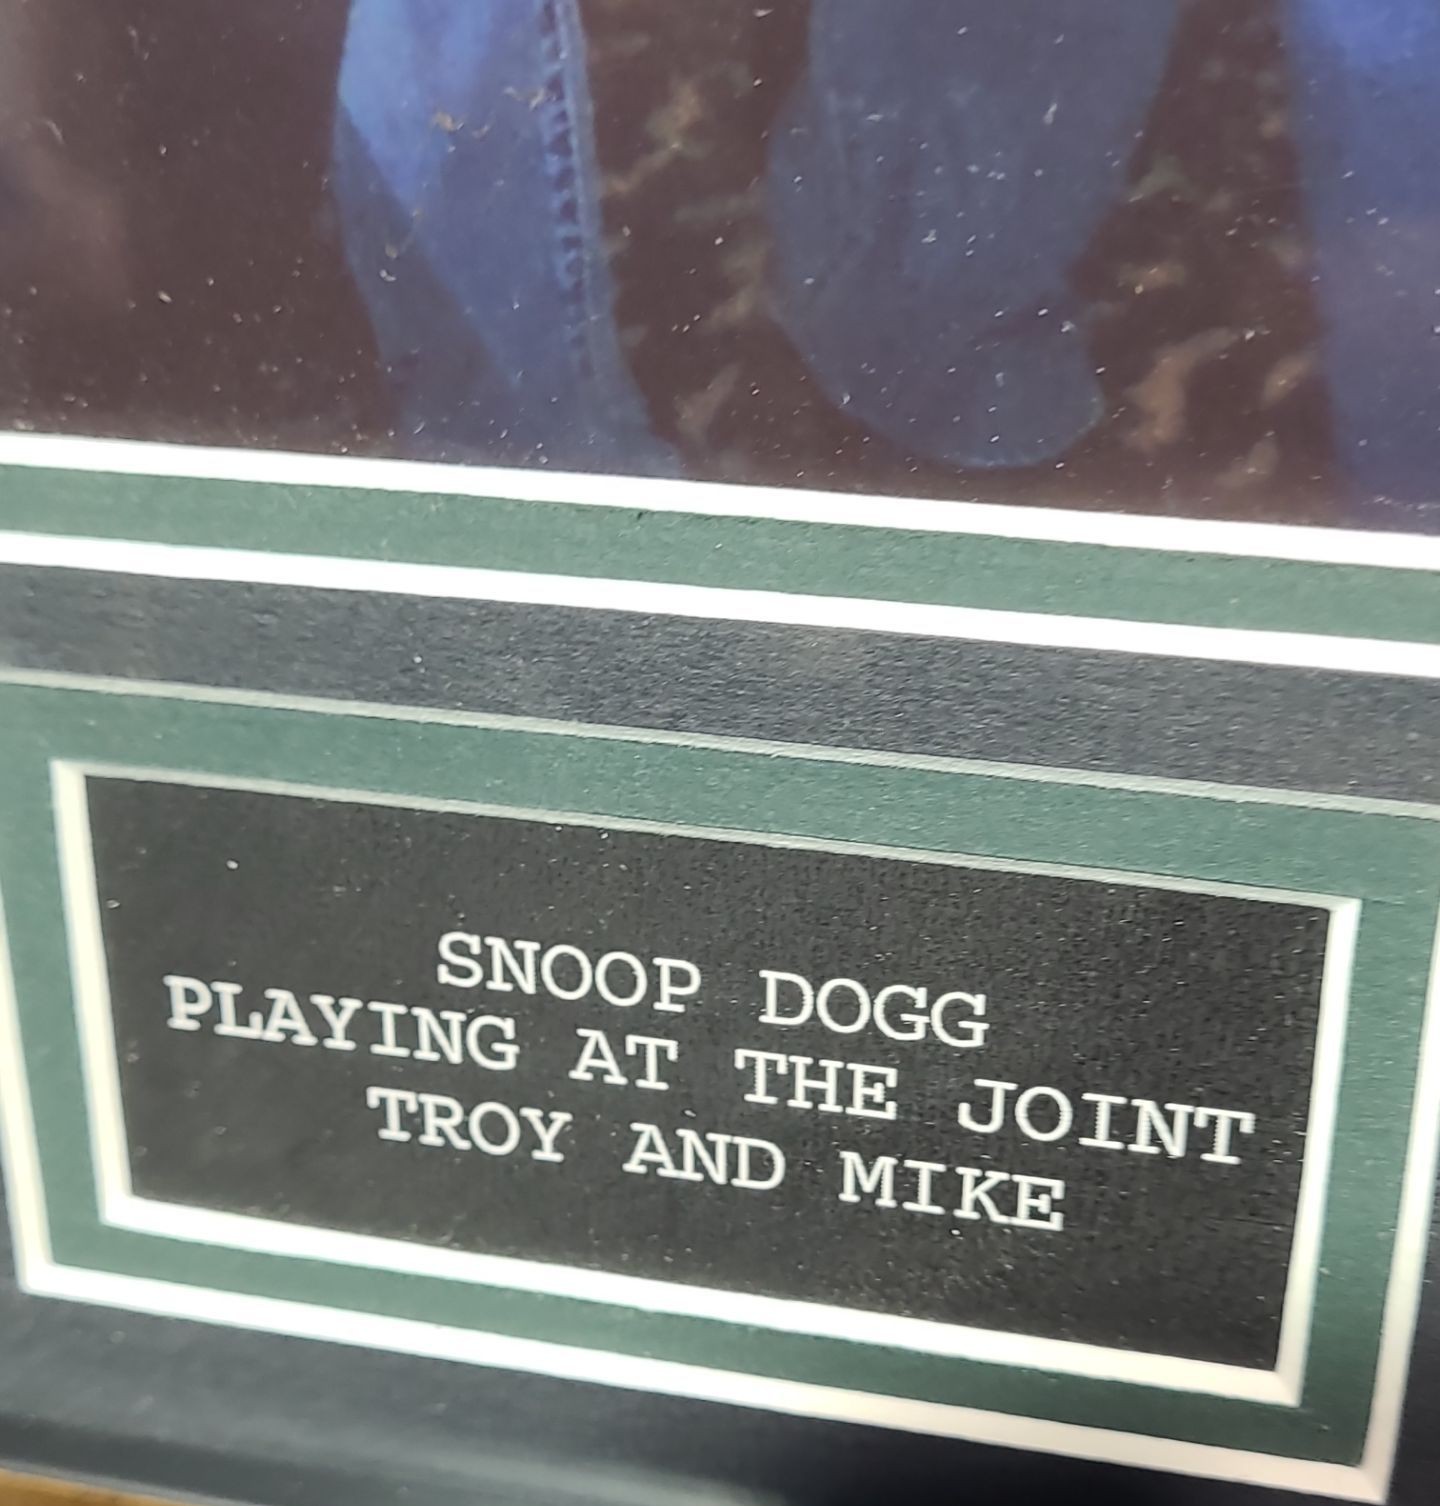 SNOOP DOGG
PLAYING AT THE JOINT
TROY AND MIKE